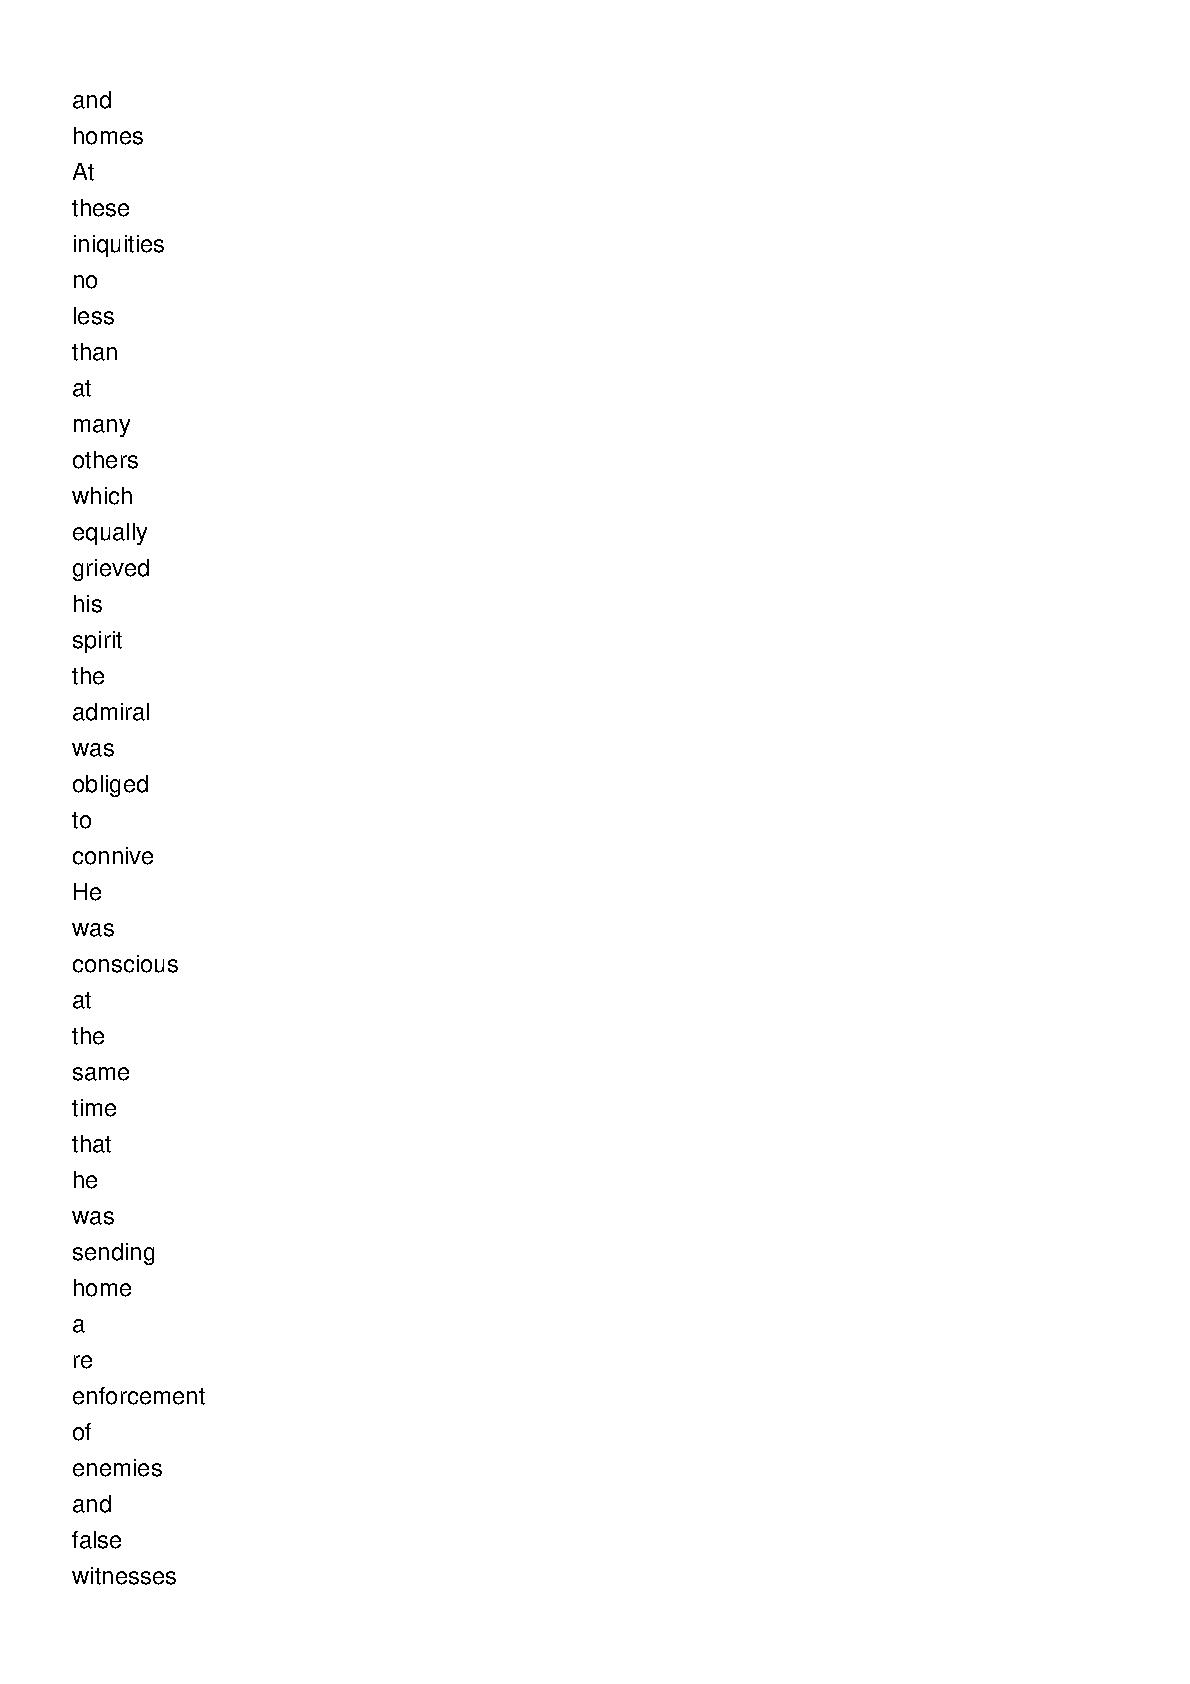 and
homes
At
these
iniquities
no
less
than
at
many
others
which
equally
grieved
his
spirit
the
admiral
was
obliged
to
connive
He
was
conscious
at
the
same
time
that
he
was
sending
home
a
re
enforcement
of
enemies
and
false
witnesses